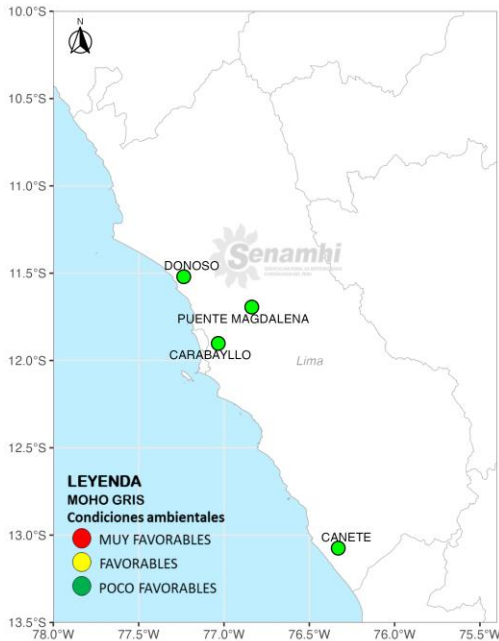 10.0°S
N
10.5°S
11.0°S
11.5°S
12.0°S
12.5°S
13.0°S
13.5°S
Senamhi
DONOSO
PUENTE MAGDALENA
CARABAYLLO
Lima
CANETE
LEYENDA
MOHO GRIS
Condiciones ambientales
MUY FAVORABLES
FAVORABLES
POCO FAVORABLES
78.0°W 77.5°W 77.0°W 76.5°W 76.0°W 75.5°W